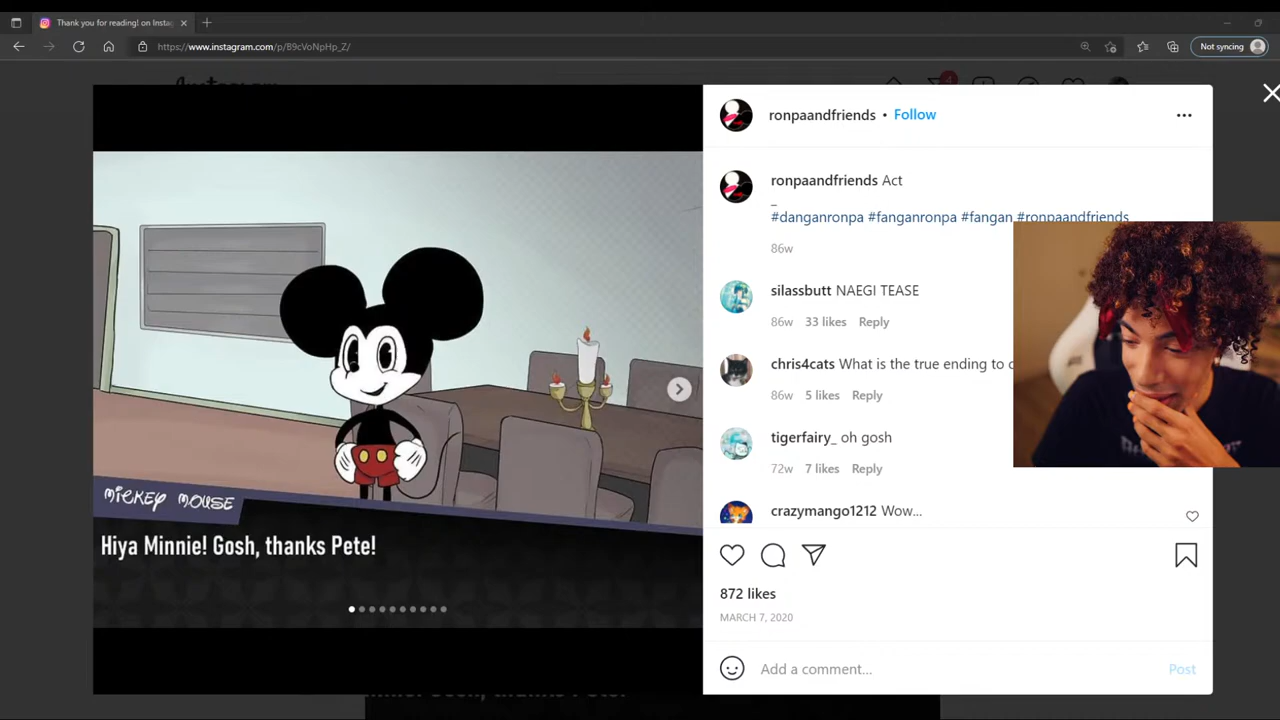 Thank you for reading! on Insta
https://www.instagram.com/p/B9cVoNpHp_Z/
Not syncing
Instagram
4
ronpaandfriends • Follow
ronpaandfriends Act
_
#danganronpa #fanganronpa #fangan #ronpaandfriends
86w
silassbutt NAEGI TEASE
86w 33 likes Reply
chris4cats What is the true ending to
86w 5 likes Reply
tigerfairy_ oh gosh
72w 7 likes Reply
crazymango1212 Wow...
MICKEY MOUSE
Hiya Minnie! Gosh, thanks Pete!
872 likes
MARCH 7, 2020
Add a comment...
Post